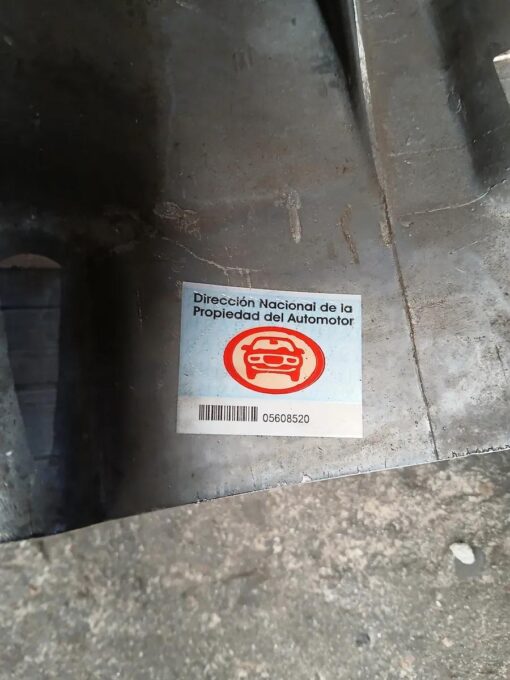 Dirección Nacional de la
Propiedad del Automotor
05608520